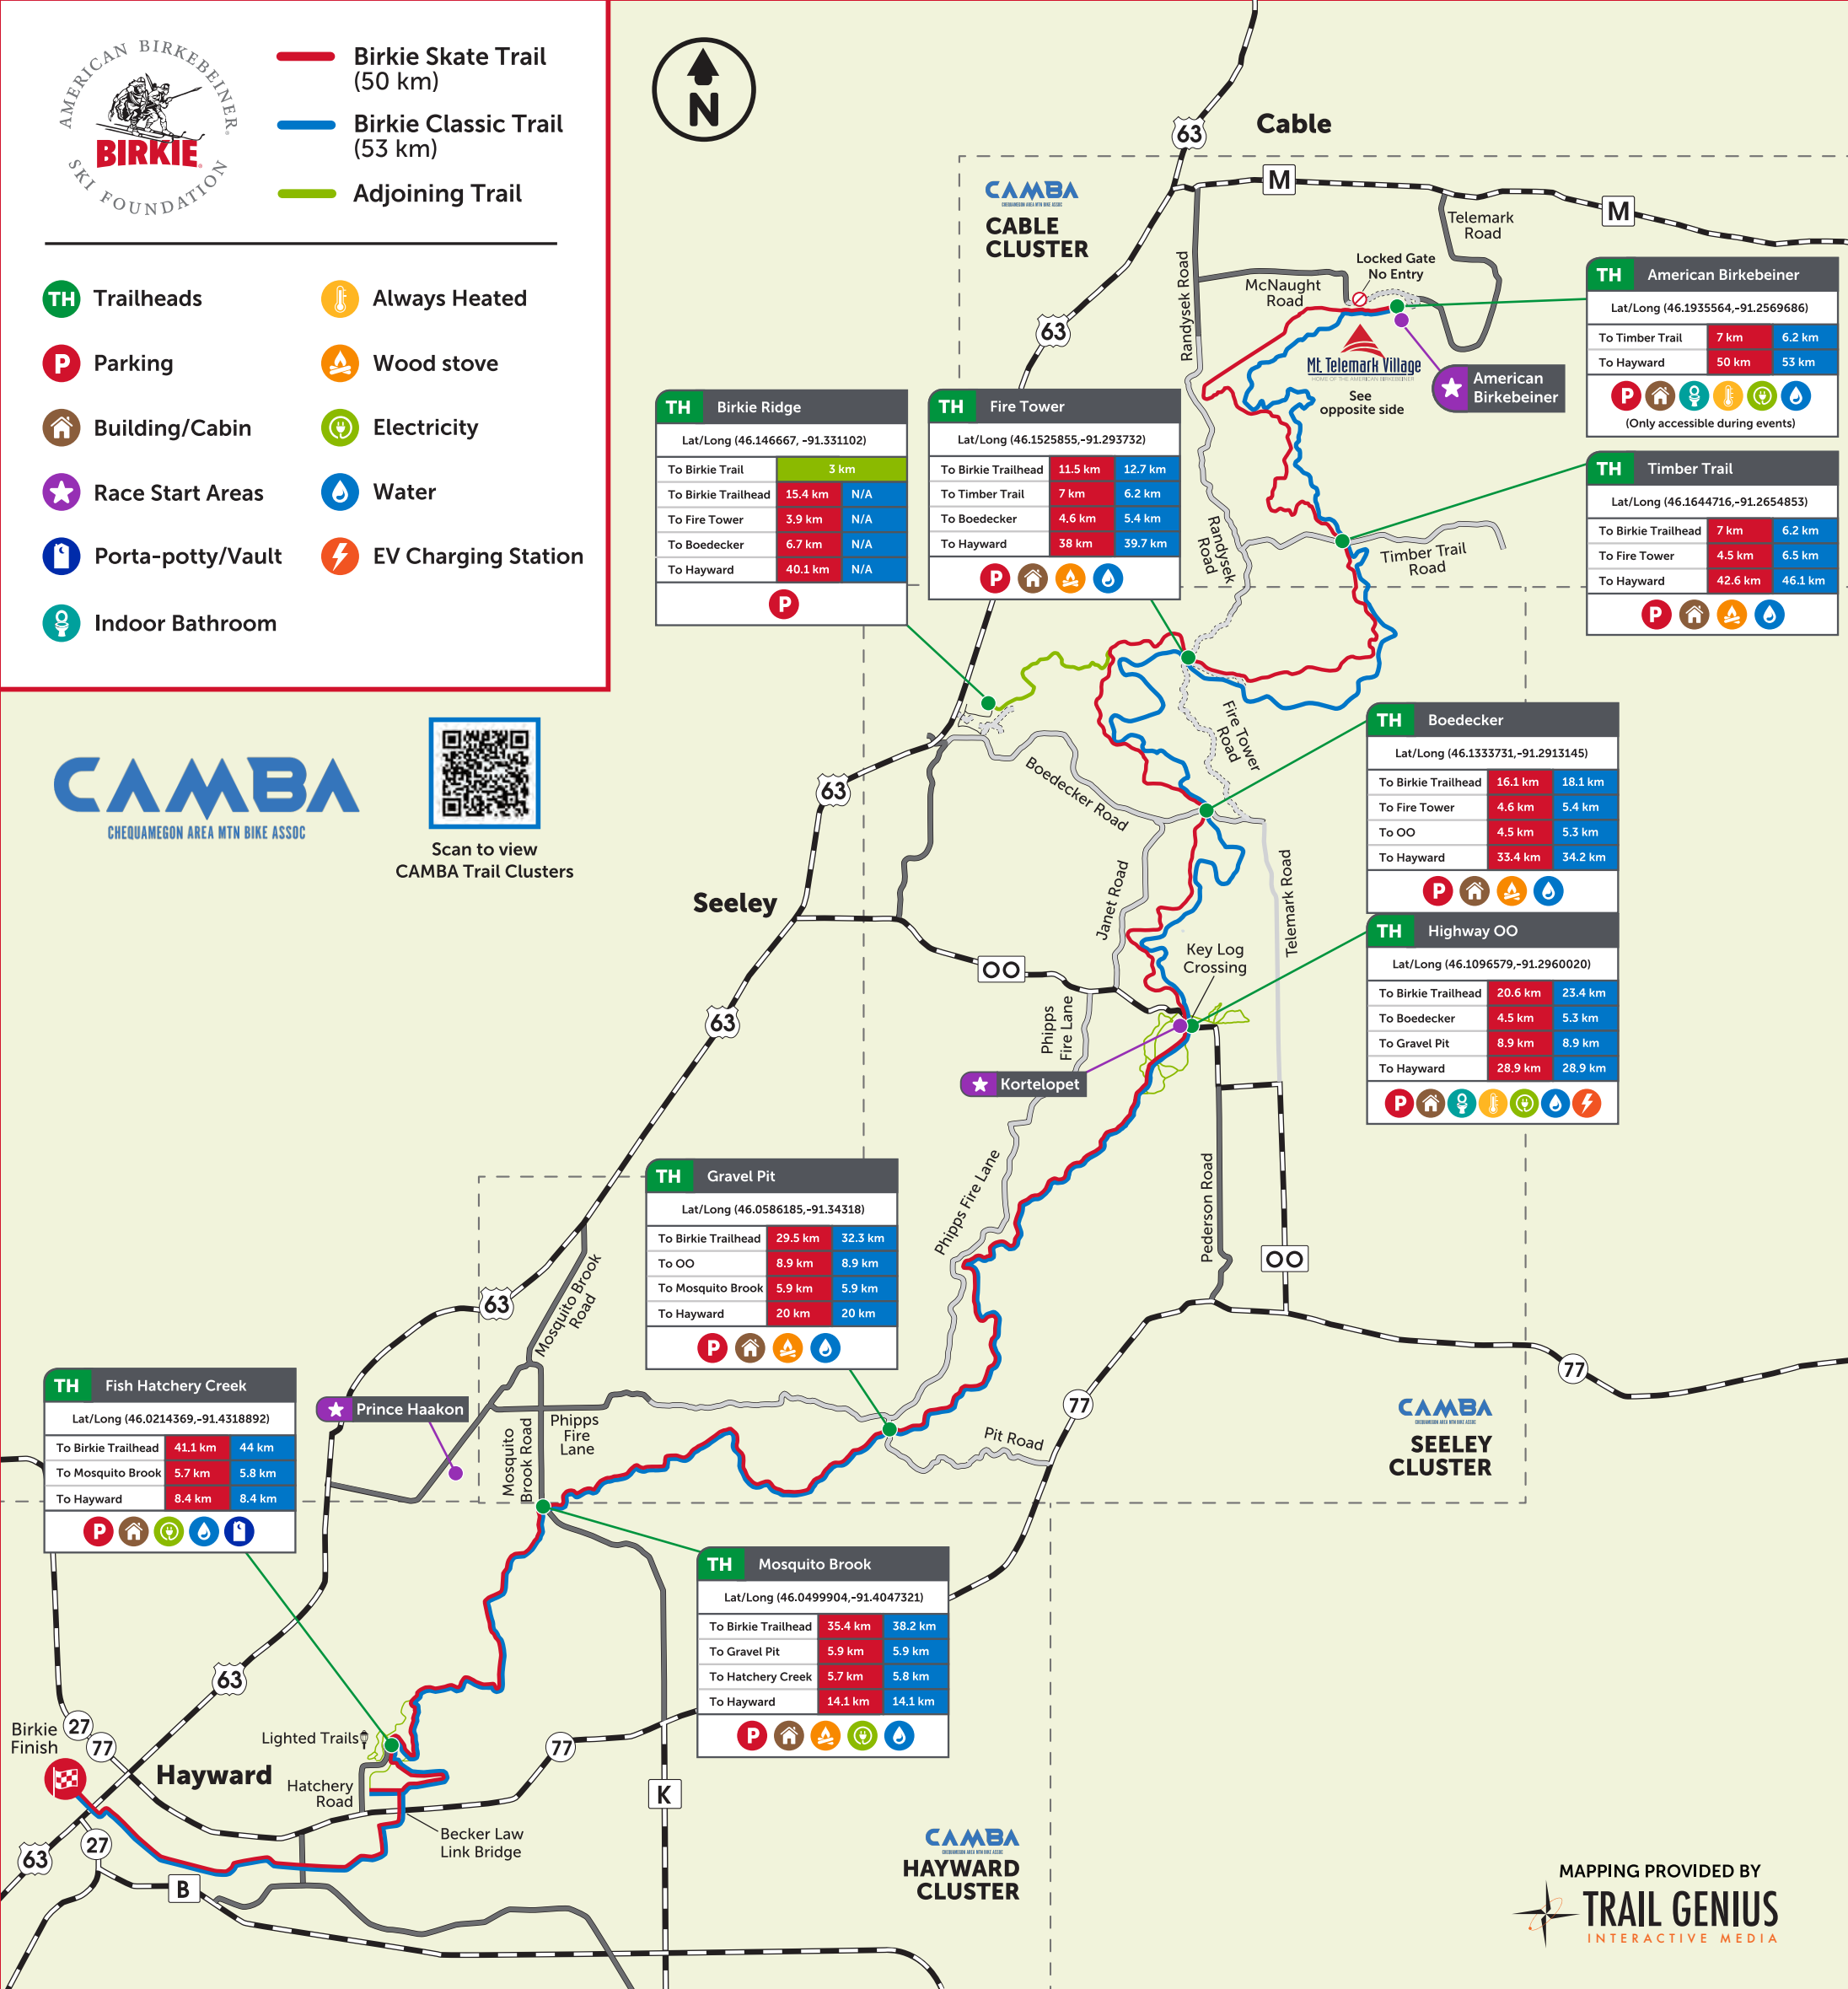 AMERICAN BIRKEBEINER
BIRKIE
SKI FOUNDATION
Birkie Skate Trail
(50 km)
Birkie Classic Trail
(53 km)
Adjoining Trail
TH Trailheads
P Parking
Building/Cabin
Race Start Areas
Porta-potty/Vault
Indoor Bathroom
Always Heated
Wood stove
Electricity
Water
EV Charging Station
N
63
Cable
M
M
CAMBA
CHEQUAMEGON AREA MTN BIKE ASSOC
CABLE
CLUSTER
Telemark
Road
Randysek Road
Locked Gate
No Entry
McNaught
Road
63
Mt. Telemark Village
HOME OF THE AMERICAN BIRKEBEINER
See
opposite side
American
Birkebeiner
TH American Birkebeiner
Lat/Long (46.1935564,-91.2569686)
To Timber Trail 7 km 6.2 km
To Hayward 50 km 53 km
P
(Only accessible during events)
TH Birkie Ridge
Lat/Long (46.146667, -91.331102)
To Birkie Trail 3 km
To Birkie Trailhead 15.4 km N/A
To Fire Tower 3.9 km N/A
To Boedecker 6.7 km N/A
To Hayward 40.1 km N/A
P
TH Fire Tower
Lat/Long (46.1525855,-91.293732)
To Birkie Trailhead 11.5 km 12.7 km
To Timber Trail 7 km 6.2 km
To Boedecker 4.6 km 5.4 km
To Hayward 38 km 39.7 km
P
TH Timber Trail
Lat/Long (46.1644716,-91.2654853)
To Birkie Trailhead 7 km 6.2 km
To Fire Tower 4.5 km 6.5 km
To Hayward 42.6 km 46.1 km
P
Randysek
Road
Timber Trail
Road
Fire Tower
Road
CAMBA
CHEQUAMEGON AREA MTN BIKE ASSOC
Scan to view
CAMBA Trail Clusters
63
Boedecker Road
TH Boedecker
Lat/Long (46.1333731,-91.2913145)
To Birkie Trailhead 16.1 km 18.1 km
To Fire Tower 4.6 km 5.4 km
To OO 4.5 km 5.3 km
To Hayward 33.4 km 34.2 km
P
Seeley
Janet Road
Telemark Road
OO
Key Log
Crossing
TH Highway OO
Lat/Long (46.1096579,-91.2960020)
To Birkie Trailhead 20.6 km 23.4 km
To Boedecker 4.5 km 5.3 km
To Gravel Pit 8.9 km 8.9 km
To Hayward 28.9 km 28.9 km
P
63
Phipps
Fire Lane
Kortelopet
Phipps Fire Lane
Pederson Road
OO
TH Gravel Pit
Lat/Long (46.0586185,-91.34318)
To Birkie Trailhead 29.5 km 32.3 km
To OO 8.9 km 8.9 km
To Mosquito Brook 5.9 km 5.9 km
To Hayward 20 km 20 km
P
63
Mosquito Brook
Road
77
77
TH Fish Hatchery Creek
Lat/Long (46.0214369,-91.4318892)
To Birkie Trailhead 41.1 km 44 km
To Mosquito Brook 5.7 km 5.8 km
To Hayward 8.4 km 8.4 km
P
Prince Haakon
Mosquito
Brook Road
Phipps
Fire
Lane
Pit Road
CAMBA
CHEQUAMEGON AREA MTN BIKE ASSOC
SEELEY
CLUSTER
TH Mosquito Brook
Lat/Long (46.0499904,-91.4047321)
To Birkie Trailhead 35.4 km 38.2 km
To Gravel Pit 5.9 km 5.9 km
To Hatchery Creek 5.7 km 5.8 km
To Hayward 14.1 km 14.1 km
P
63
27
77
Birkie
Finish
Hayward
Lighted Trails
Hatchery
Road
77
K
Becker Law
Link Bridge
63
27
B
CAMBA
CHEQUAMEGON AREA MTN BIKE ASSOC
HAYWARD
CLUSTER
MAPPING PROVIDED BY
TRAIL GENIUS
INTERACTIVE MEDIA